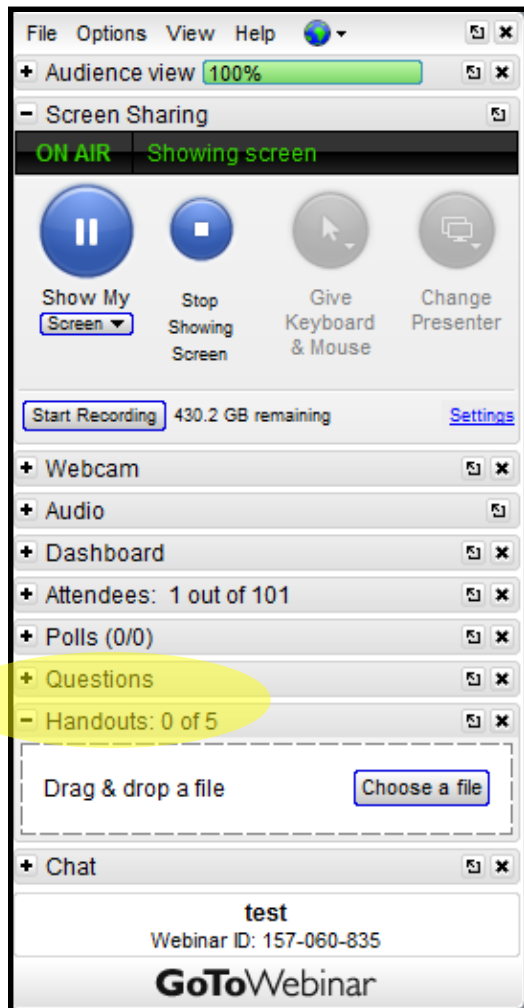 File Options View Help
Audience view 100%
Screen Sharing
ON AIR Showing screen
Show My
Screen
Stop
Showing
Screen
Give
Keyboard
& Mouse
Change
Presenter
Start Recording 430.2 GB remaining Settings
Webcam
Audio
Dashboard
Attendees: 1 out of 101
Polls (0/0)
Questions
Handouts: 0 of 5
Drag & drop a file Choose a file
Chat
test
Webinar ID: 157-060-835
GoToWebinar